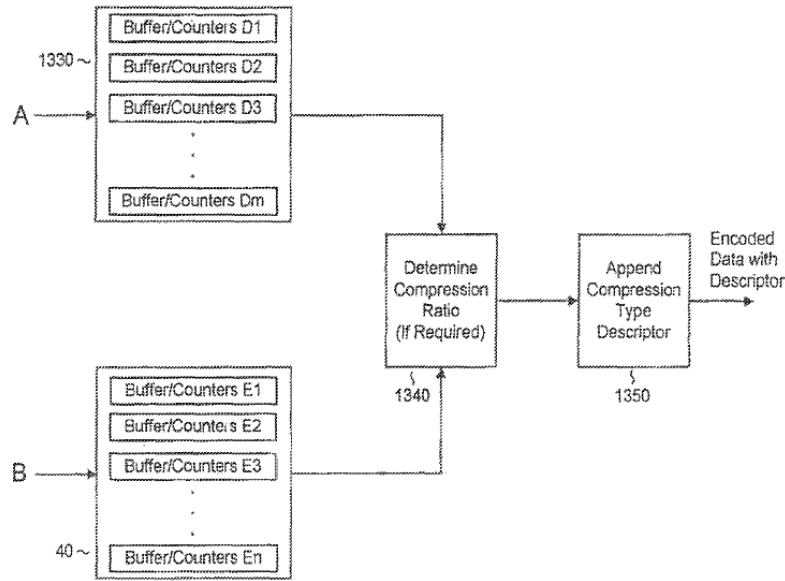 Buffer/Counters D1
1330
Buffer/Counters D2
A
Buffer/Counters D3
Buffer/Counters Dm
Determine
Compression
Ratio
(If Required)
1340
Append
Compression
Type
Descriptor
1350
Encoded
Data with
Descriptor
Buffer/Counters E1
Buffer/Counters E2
B
Buffer/Counters E3
40
Buffer/Counters En